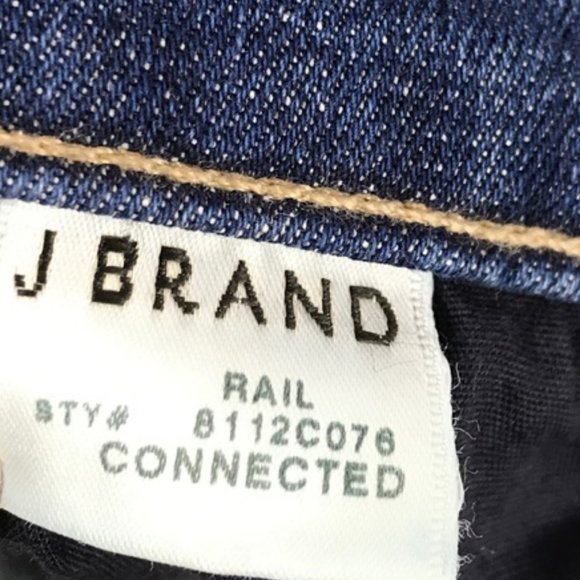 J BRAND
RAIL
STY# 8112C076
CONNECTED